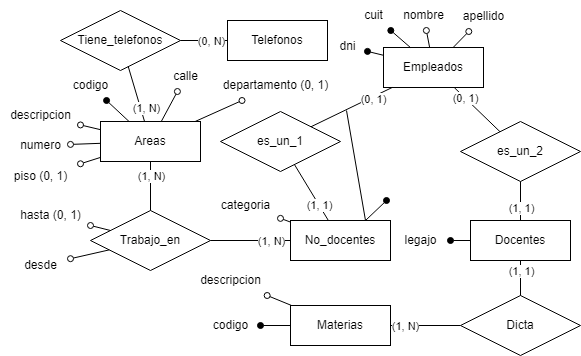 cuit
nombre
apellido
Tiene_telefonos
(0, N)
Telefonos
dni
Empleados
calle
codigo
departamento (0, 1)
(0, 1)
(0, 1)
(1, N)
descripcion
numero
Areas
es_un_1
es_un_2
piso (0, 1)
(1, N)
categoria
(1, 1)
(1, 1)
hasta (0, 1)
Trabajo_en
(1, N)
No_docentes
legajo
Docentes
desde
(1, 1)
descripcion
codigo
Materias
(1, N)
Dicta